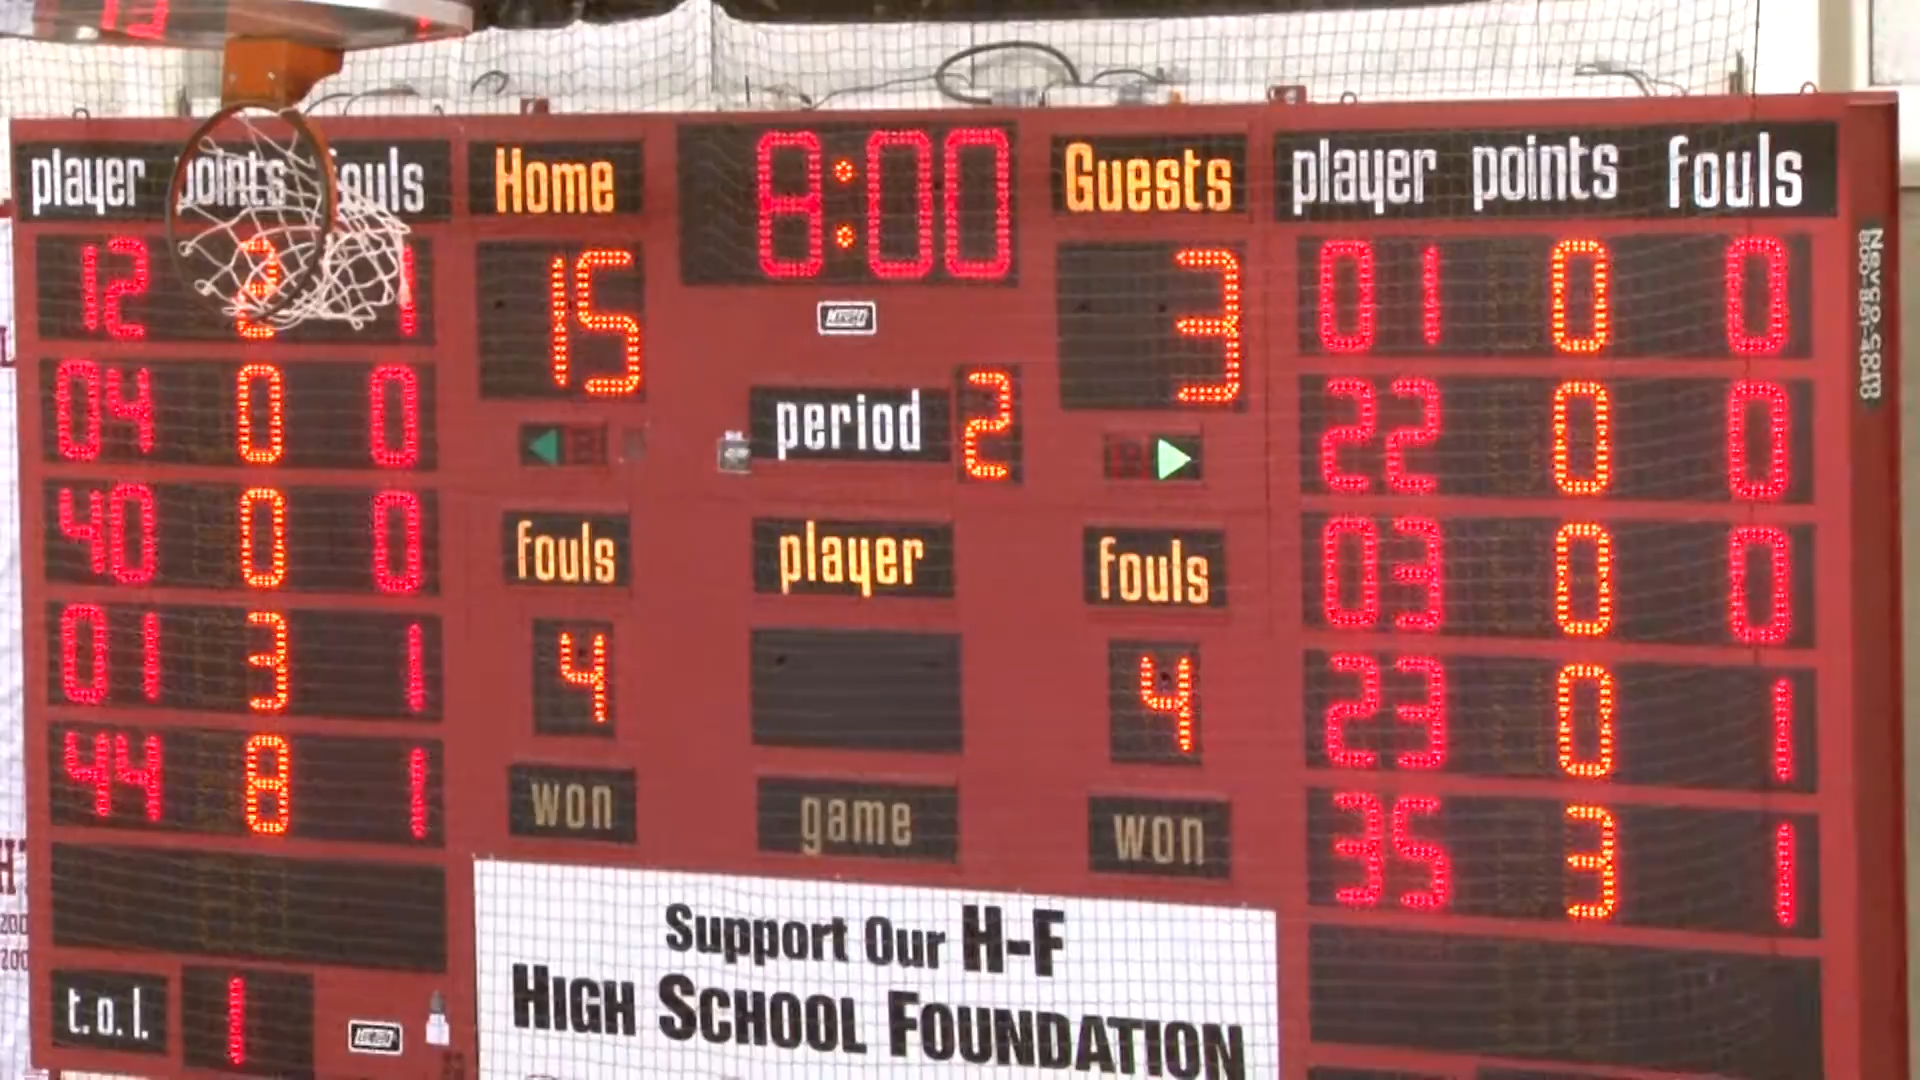 player points fouls
12 1
04 0 0
40 0 0
01 3 1
44 8 1
t.o.l. 1
Home 8:00 Guests
15 3
period 2
fouls player fouls
4 4
won game won
Support Our H-F
HIGH SCHOOL FOUNDATION
player points fouls
01 0 0
22 0 0
03 0 0
23 0 1
35 3 1
Nevco.com